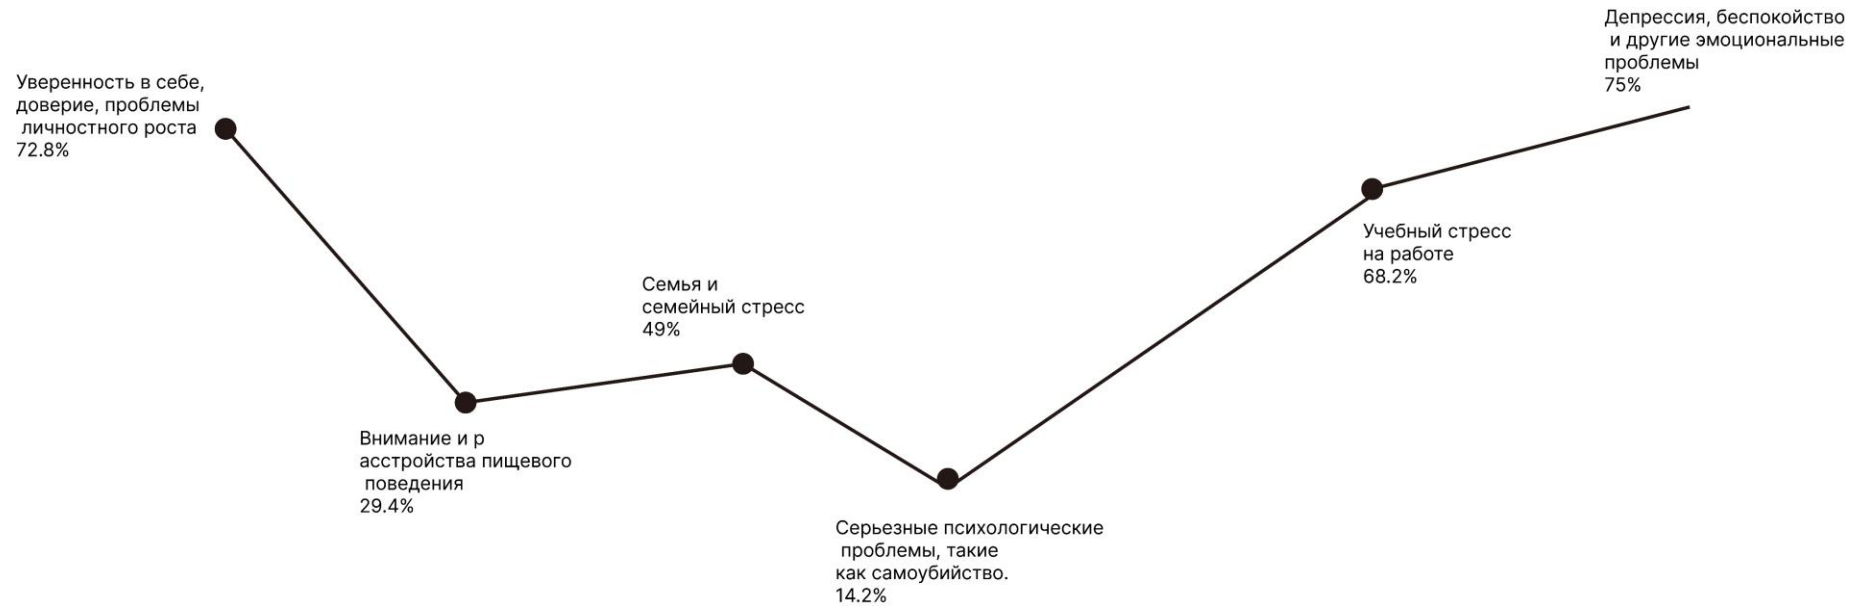 Уверенность в себе,
доверие, проблемы
личностного роста
72.8%
Внимание и р
асстройства пищевого
поведения
29.4%
Семья и
семейный стресс
49%
Серьезные психологические
проблемы, такие
как самоубийство.
14.2%
Учебный стресс
на работе
68.2%
Депрессия, беспокойство
и другие эмоциональные
проблемы
75%